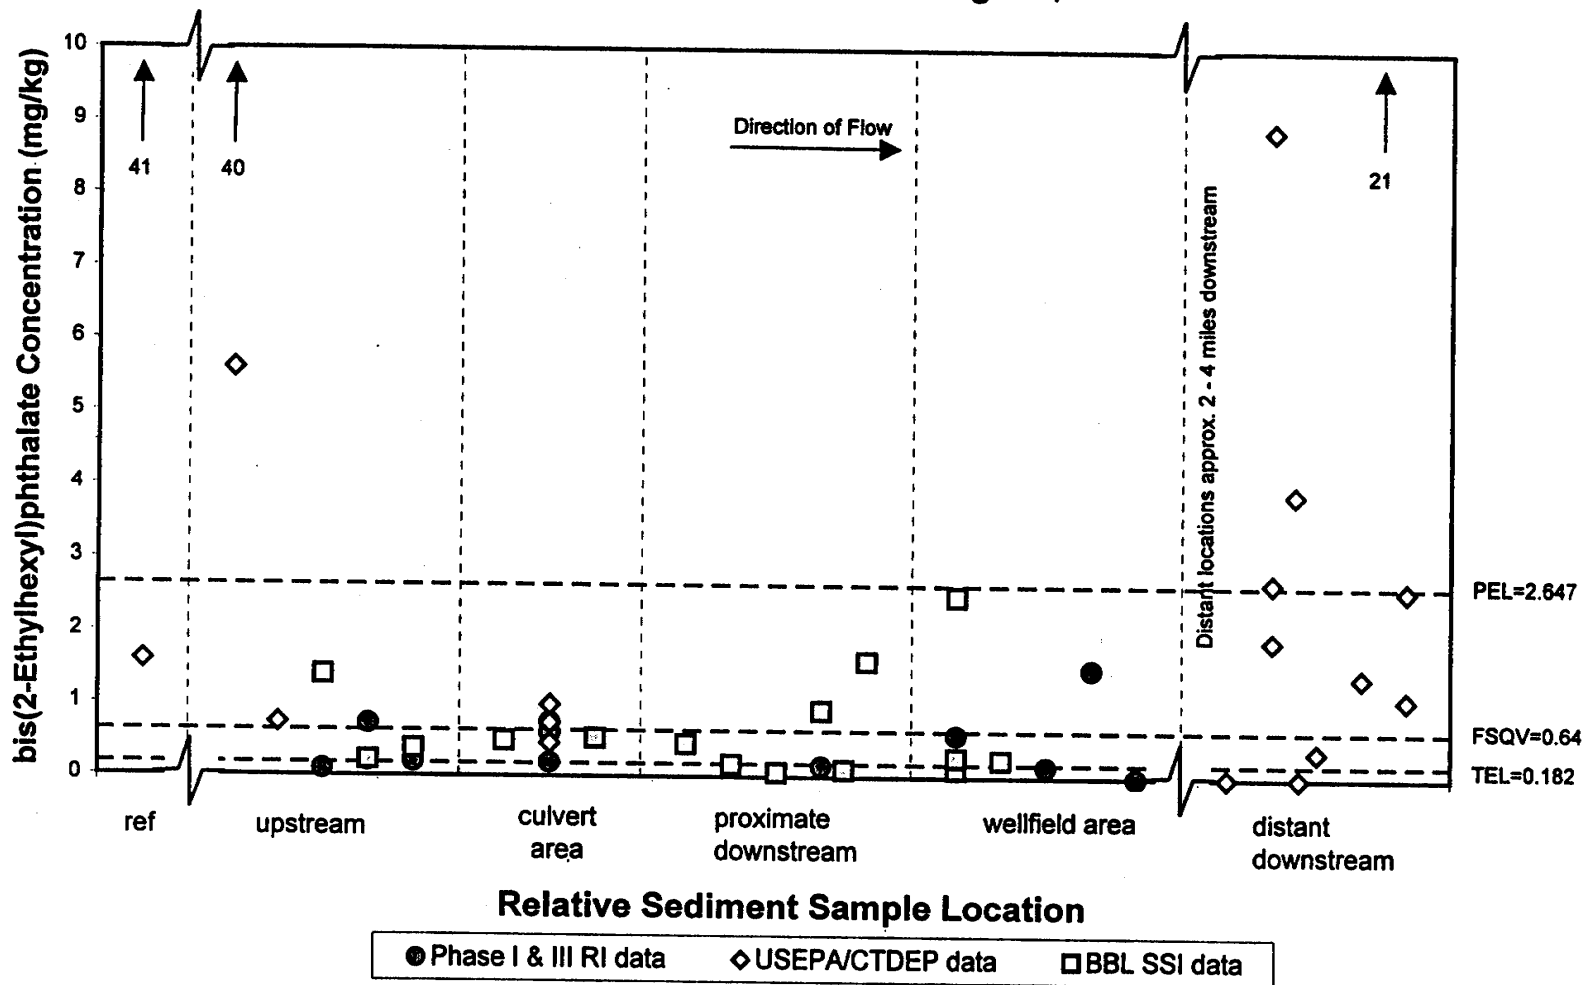 bis(2-Ethylhexyl)phthalate Concentration (mg/kg)
10
9
8
7
6
5
4
3
2
1
0
41
40
Direction of Flow
21
Distant locations approx. 2 - 4 miles downstream
PEL=2.647
FSQV=0.64
TEL=0.182
ref
upstream
culvert
area
proximate
downstream
wellfield area
distant
downstream
Relative Sediment Sample Location
Phase I & III RI data
USEPA/CTDEP data
BBL SSI data